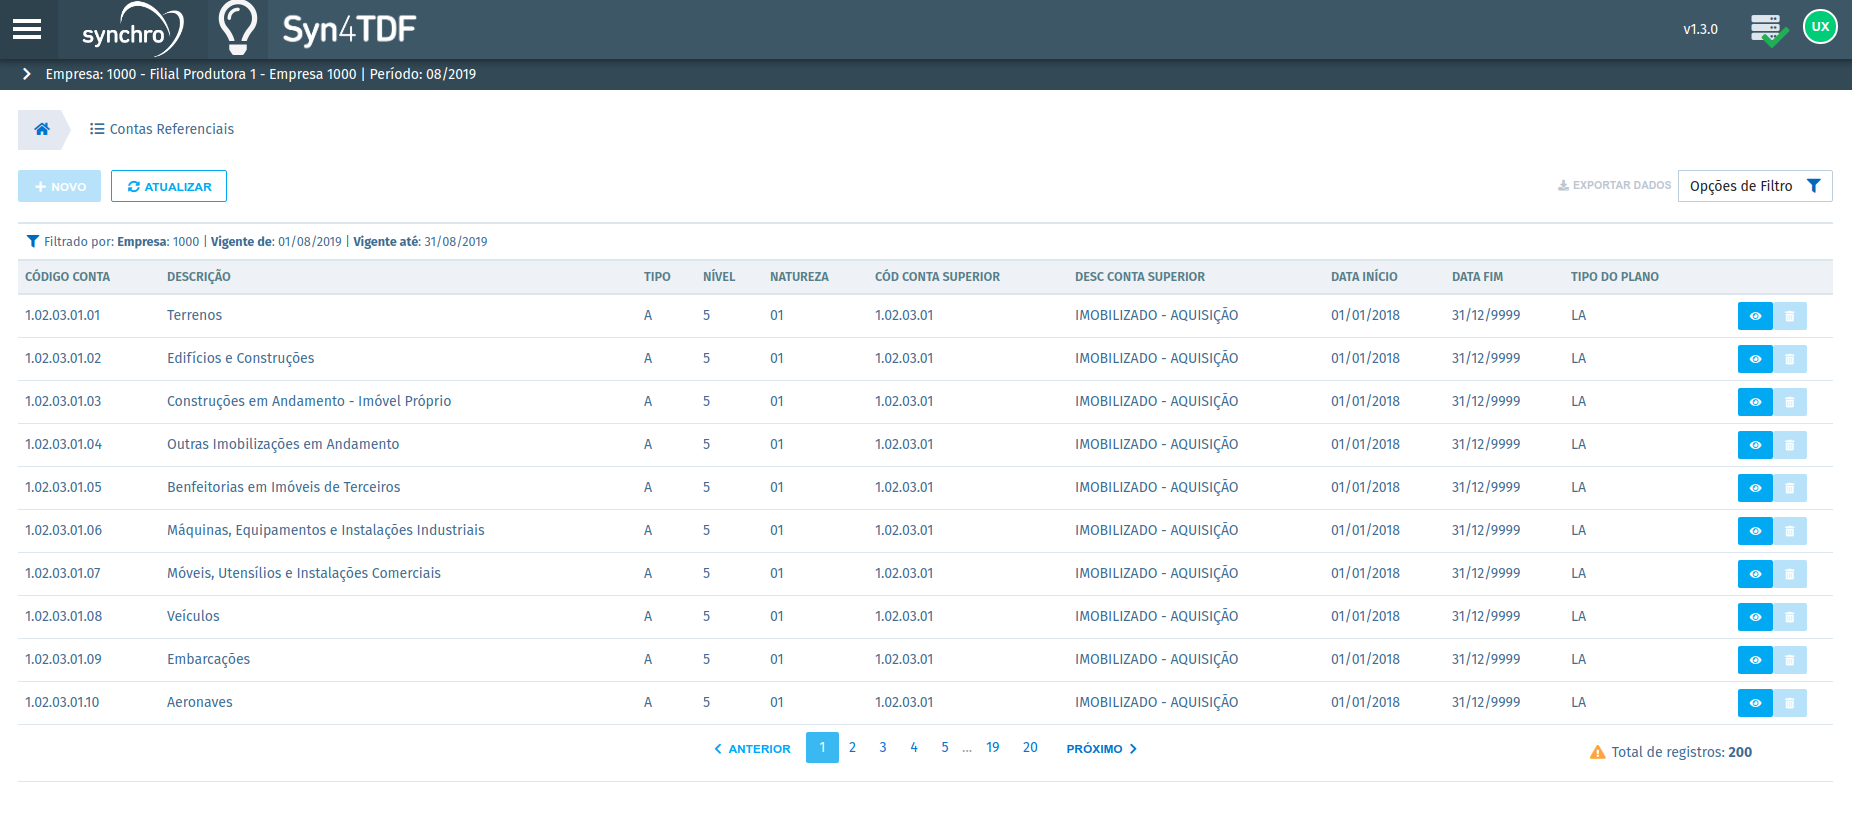 synchro Syn4TDF v1.3.0 UX
Empresa: 1000 - Filial Produtora 1 - Empresa 1000 | Período: 08/2019
Contas Referenciais
NOVO ATUALIZAR EXPORTAR DADOS Opções de Filtro
Filtrado por: Empresa: 1000 | Vigente de: 01/08/2019 | Vigente até: 31/08/2019
CÓDIGO CONTA DESCRIÇÃO TIPO NÍVEL NATUREZA CÓD CONTA SUPERIOR DESC CONTA SUPERIOR DATA INÍCIO DATA FIM TIPO DO PLANO
1.02.03.01.01 Terrenos A 5 01 1.02.03.01 IMOBILIZADO - AQUISIÇÃO 01/01/2018 31/12/9999 LA
1.02.03.01.02 Edifícios e Construções A 5 01 1.02.03.01 IMOBILIZADO - AQUISIÇÃO 01/01/2018 31/12/9999 LA
1.02.03.01.03 Construções em Andamento - Imóvel Próprio A 5 01 1.02.03.01 IMOBILIZADO - AQUISIÇÃO 01/01/2018 31/12/9999 LA
1.02.03.01.04 Outras Imobilizações em Andamento A 5 01 1.02.03.01 IMOBILIZADO - AQUISIÇÃO 01/01/2018 31/12/9999 LA
1.02.03.01.05 Benfeitorias em Imóveis de Terceiros A 5 01 1.02.03.01 IMOBILIZADO - AQUISIÇÃO 01/01/2018 31/12/9999 LA
1.02.03.01.06 Máquinas, Equipamentos e Instalações Industriais A 5 01 1.02.03.01 IMOBILIZADO - AQUISIÇÃO 01/01/2018 31/12/9999 LA
1.02.03.01.07 Móveis, Utensílios e Instalações Comerciais A 5 01 1.02.03.01 IMOBILIZADO - AQUISIÇÃO 01/01/2018 31/12/9999 LA
1.02.03.01.08 Veículos A 5 01 1.02.03.01 IMOBILIZADO - AQUISIÇÃO 01/01/2018 31/12/9999 LA
1.02.03.01.09 Embarcações A 5 01 1.02.03.01 IMOBILIZADO - AQUISIÇÃO 01/01/2018 31/12/9999 LA
1.02.03.01.10 Aeronaves A 5 01 1.02.03.01 IMOBILIZADO - AQUISIÇÃO 01/01/2018 31/12/9999 LA
ANTERIOR 1 2 3 4 5 ... 19 20 PRÓXIMO
Total de registros: 200